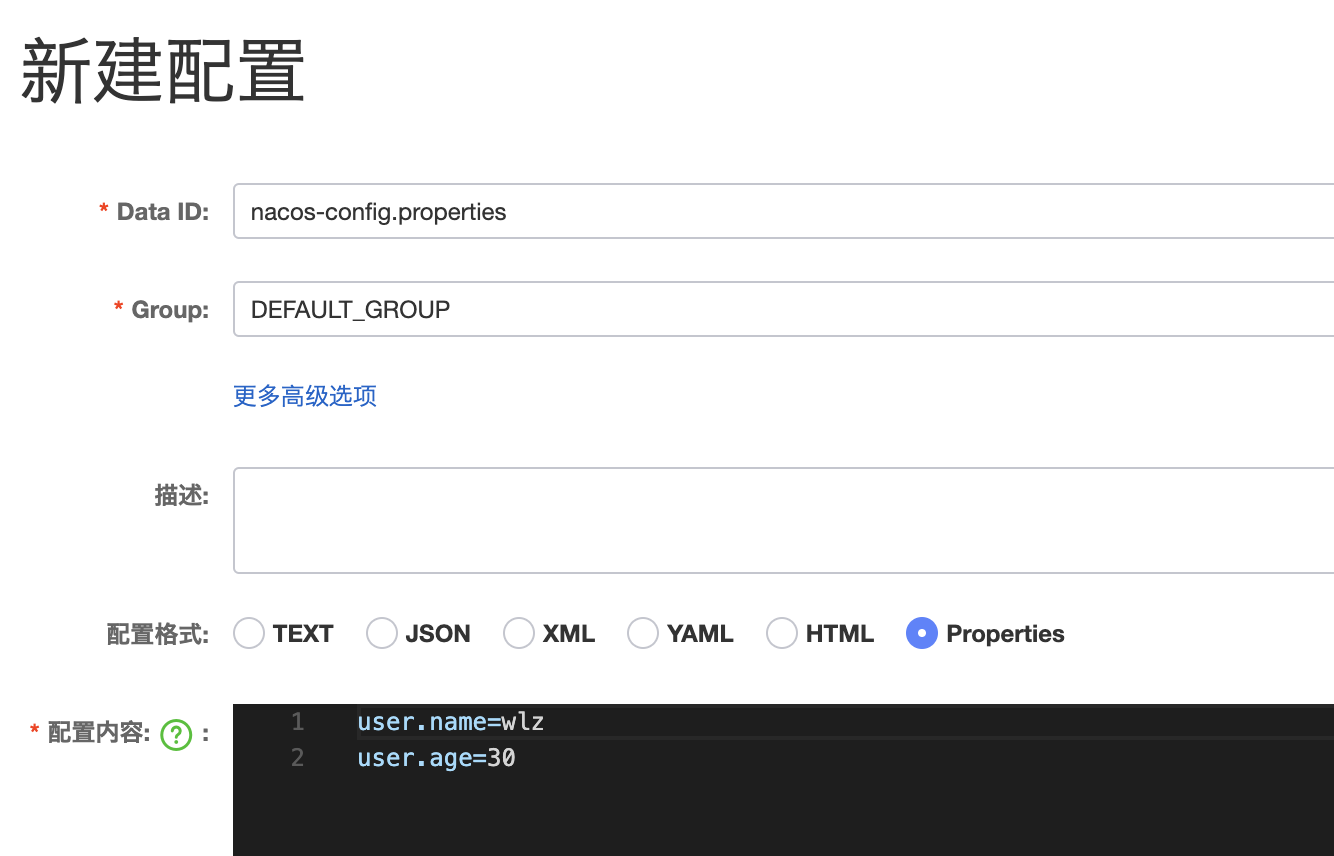 新建配置
* Data ID: nacos-config.properties
* Group: DEFAULT_GROUP
更多高级选项
描述:
配置格式: TEXT JSON XML YAML HTML Properties
* 配置内容: ? : 1 user.name=wlz
2 user.age=30